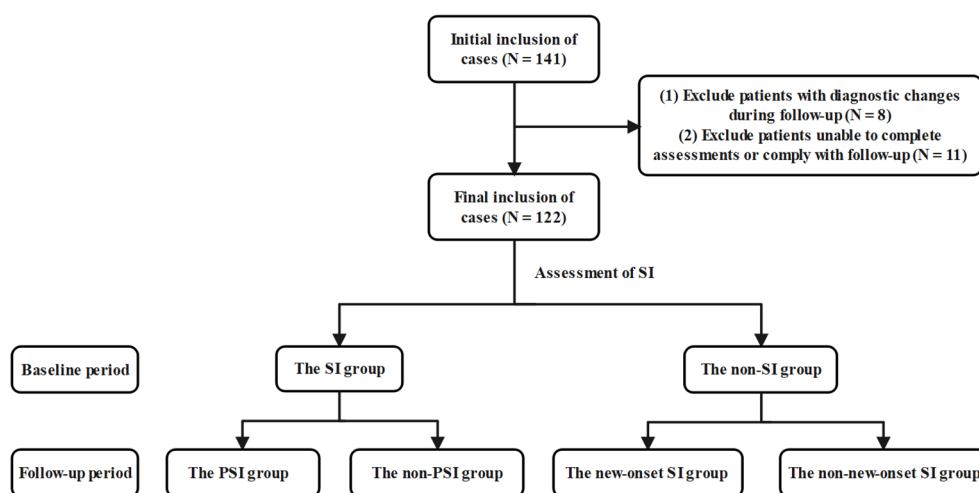 Initial inclusion of
cases (N = 141)
(1) Exclude patients with diagnostic changes
during follow-up (N = 8)
(2) Exclude patients unable to complete
assessments or comply with follow-up (N = 11)
Final inclusion of
cases (N = 122)
Assessment of SI
Baseline period
The SI group
The non-SI group
Follow-up period
The PSI group
The non-PSI group
The new-onset SI group
The non-new-onset SI group